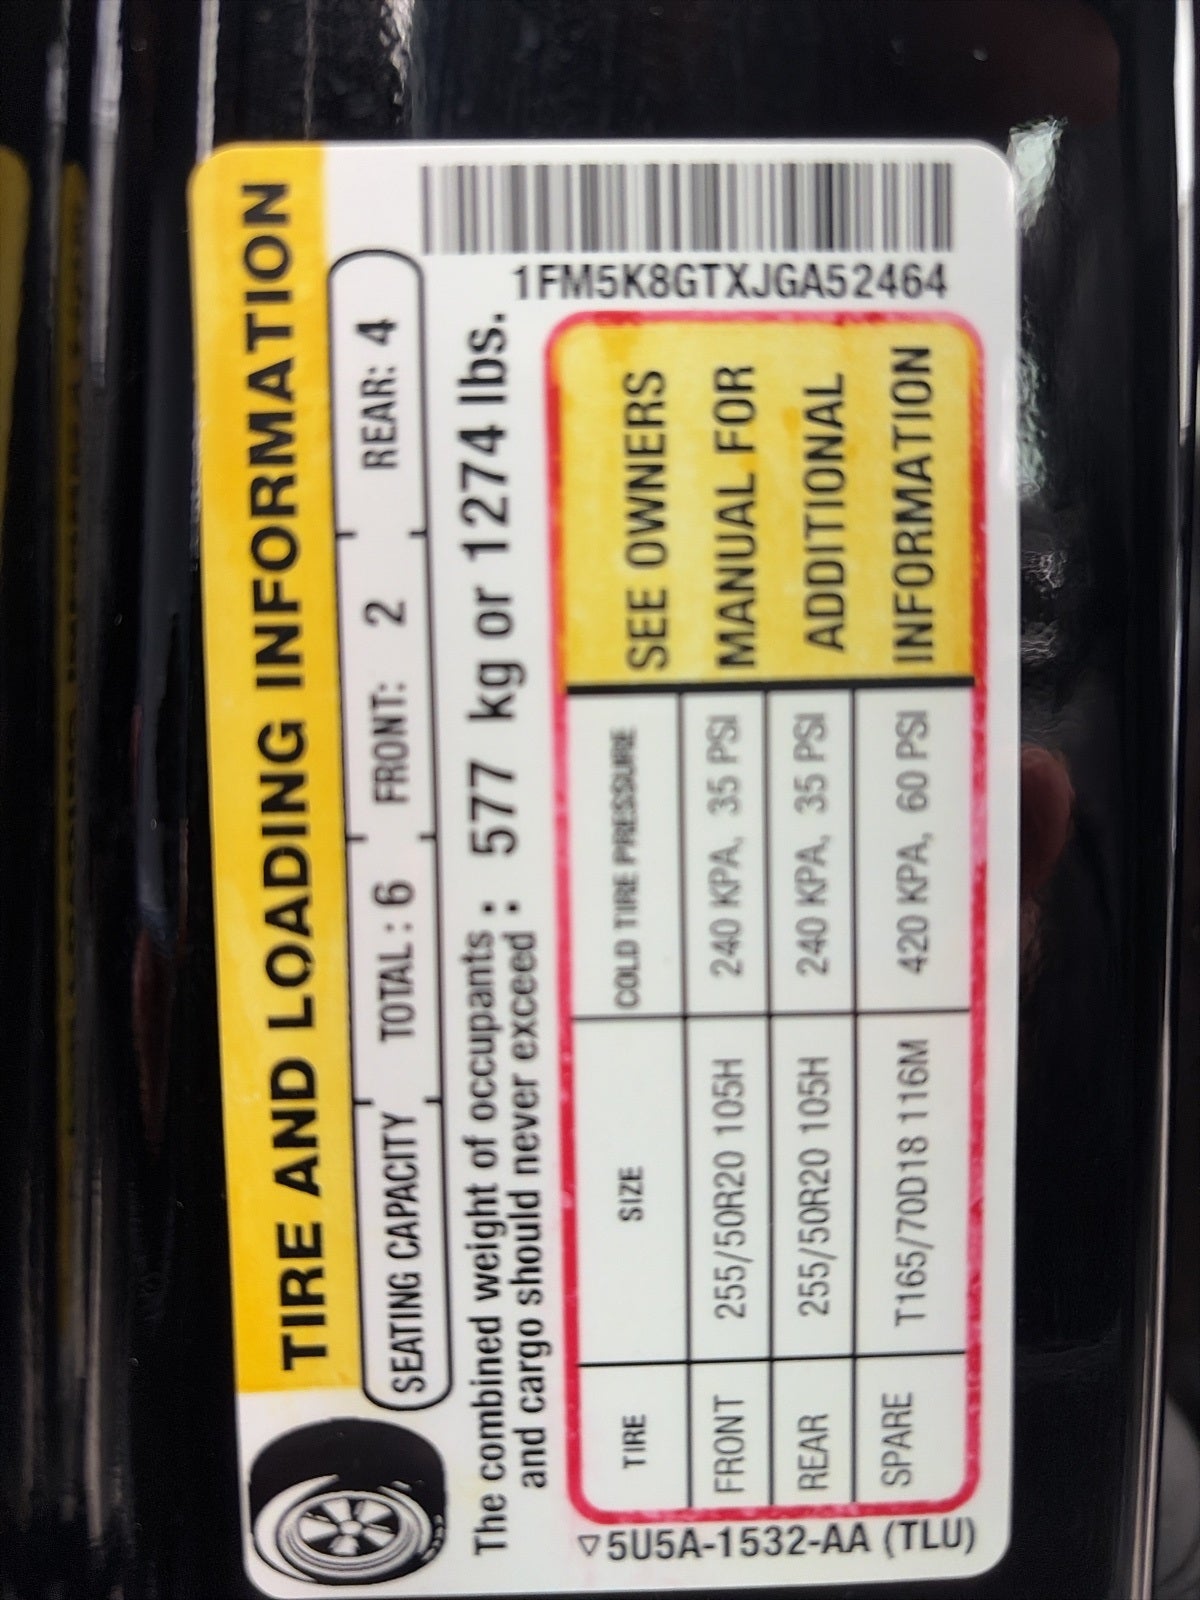 TIRE AND LOADING INFORMATION
SEATING CAPACITY TOTAL : 6 FRONT: 2 REAR: 4
The combined weight of occupants
and cargo should never exceed : 577 kg or 1274 lbs.
1FM5K8GTXJGA52464
TIRE SIZE COLD TIRE PRESSURE
FRONT 255/50R20 105H 240 KPA, 35 PSI
REAR 255/50R20 105H 240 KPA, 35 PSI
SPARE T165/70D18 116M 420 KPA, 60 PSI
SEE OWNERS
MANUAL FOR
ADDITIONAL
INFORMATION
5U5A-1532-AA (TLU)